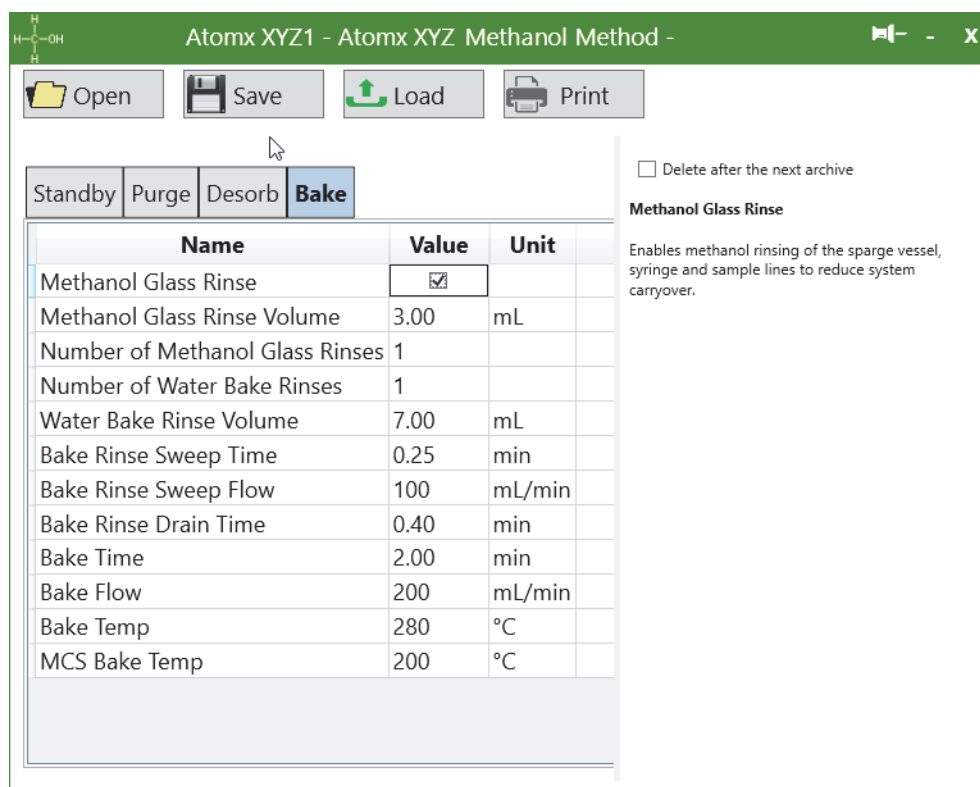 H
H-C-OH
H
Atomx XYZ1 - Atomx XYZ Methanol Method -
- x
Open Save Load Print
Delete after the next archive
Standby Purge Desorb Bake
Methanol Glass Rinse
Enables methanol rinsing of the sparge vessel,
syringe and sample lines to reduce system
carryover.
Name Value Unit
Methanol Glass Rinse
Methanol Glass Rinse Volume 3.00 mL
Number of Methanol Glass Rinses 1
Number of Water Bake Rinses 1
Water Bake Rinse Volume 7.00 mL
Bake Rinse Sweep Time 0.25 min
Bake Rinse Sweep Flow 100 mL/min
Bake Rinse Drain Time 0.40 min
Bake Time 2.00 min
Bake Flow 200 mL/min
Bake Temp 280 °C
MCS Bake Temp 200 °C